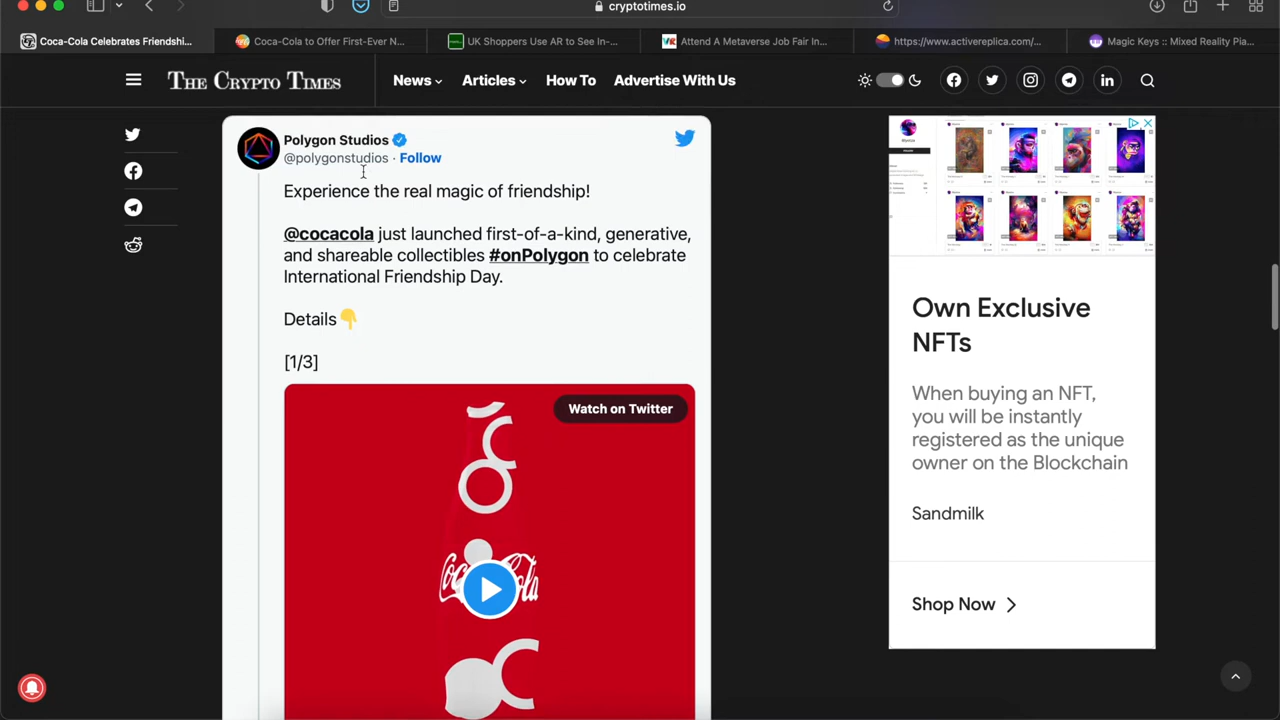 cryptotimes.io
Coca-Cola Celebrates Friendshi...
Coca-Cola to Offer First-Ever N...
UK Shoppers Use AR to See In-...
Attend A Metaverse Job Fair In...
https://www.activereplica.com/...
Magic Keys :: Mixed Reality Pia...
THE CRYPTO TIMES
News
Articles
How To
Advertise With Us
Polygon Studios
@polygonstudios · Follow
Experience the real magic of friendship!
@cocacola just launched first-of-a-kind, generative,
and shareable collectibles #onPolygon to celebrate
International Friendship Day.
Details👇
[1/3]
Watch on Twitter
Coca-Cola
Own Exclusive
NFTs
When buying an NFT,
you will be instantly
registered as the unique
owner on the Blockchain
Sandmilk
Shop Now